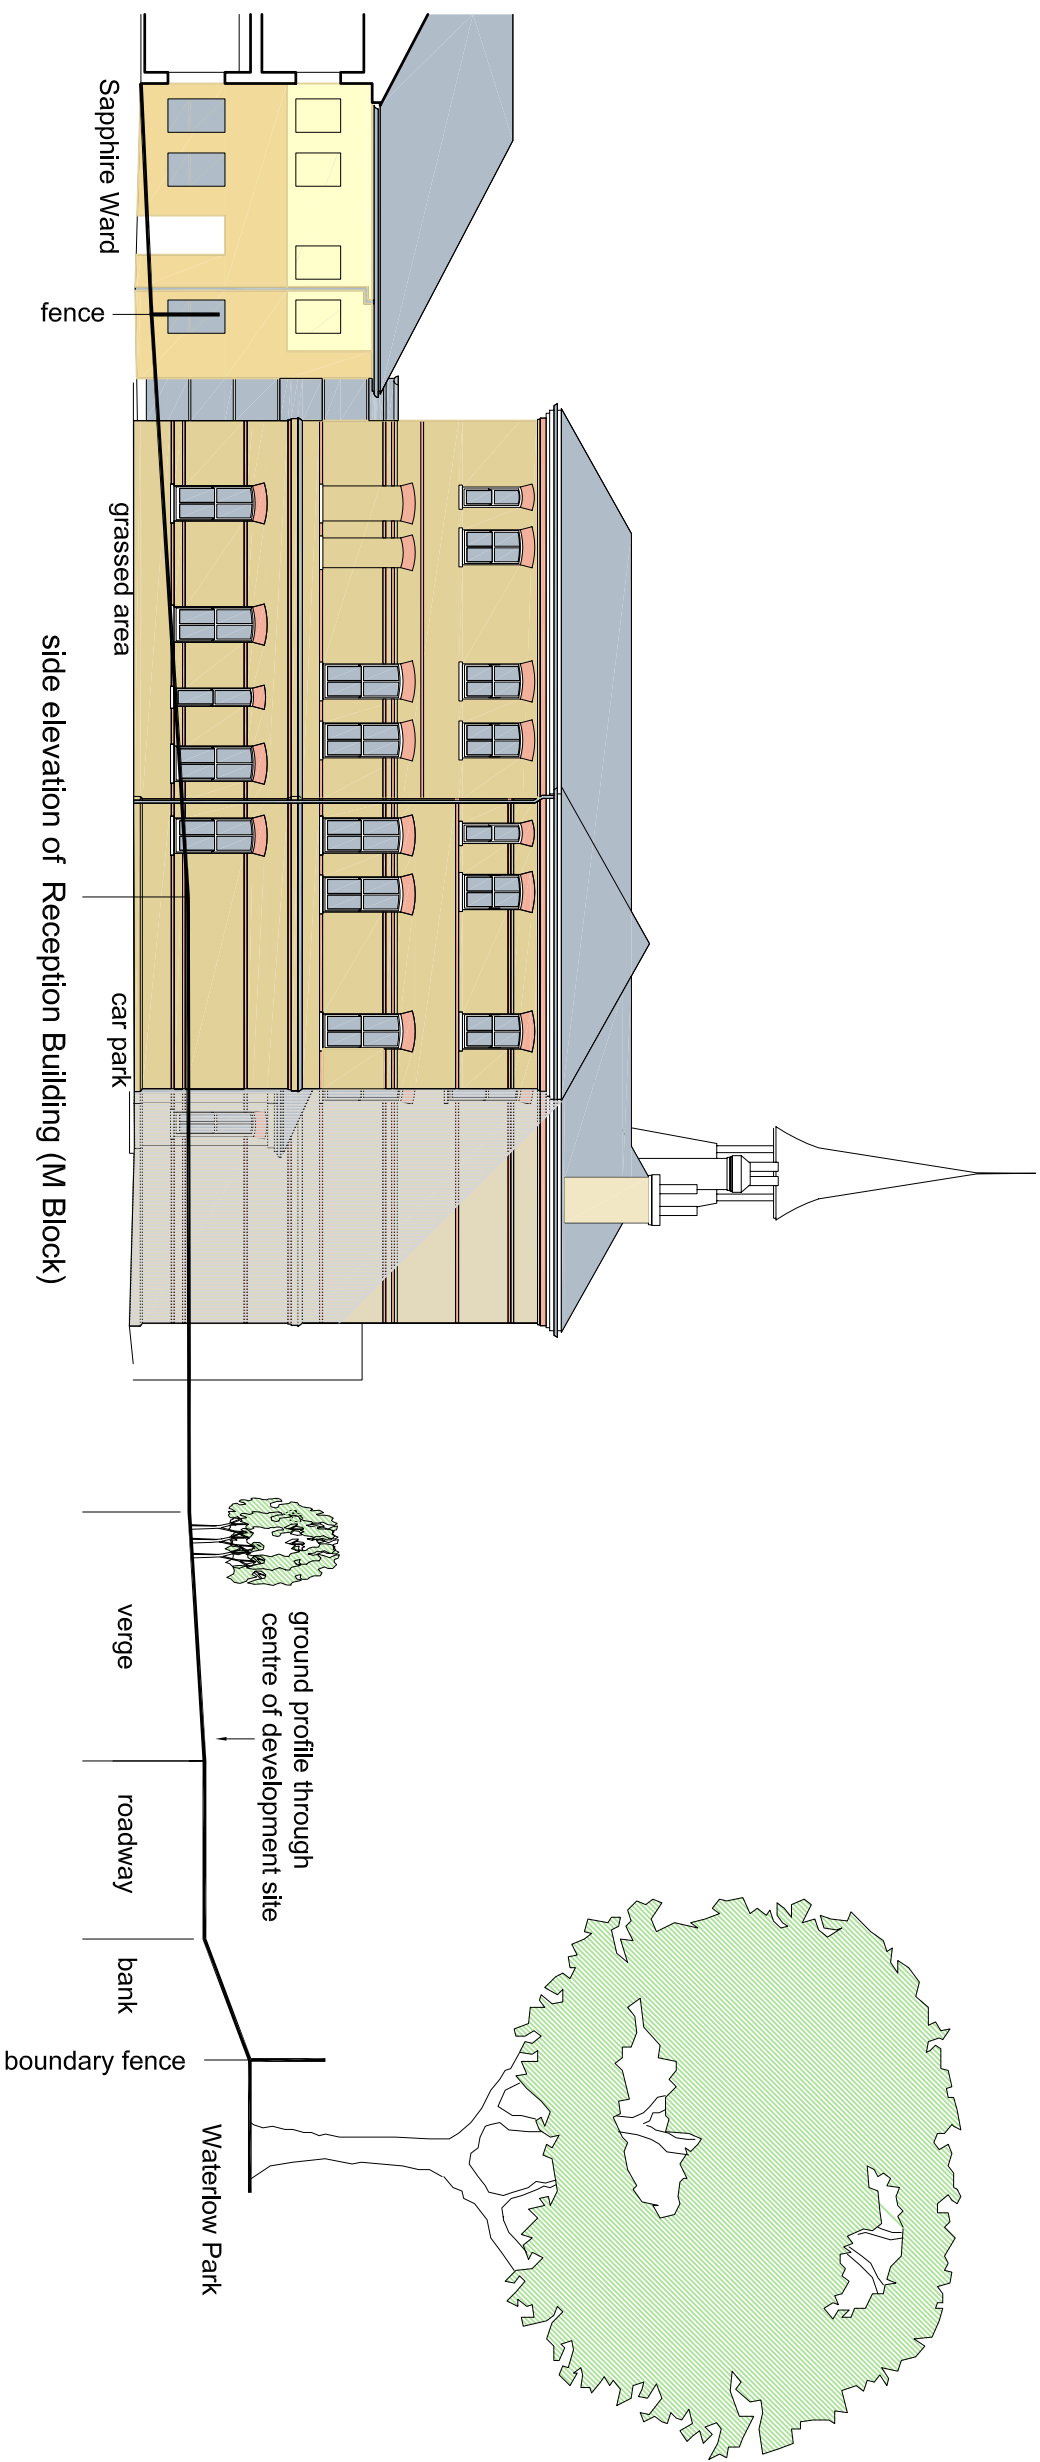 Sapphire Ward
fence
grassed area
side elevation of Reception Building (M Block)
car park
verge
ground profile through
centre of development site
roadway
bank
boundary fence
Waterlow Park